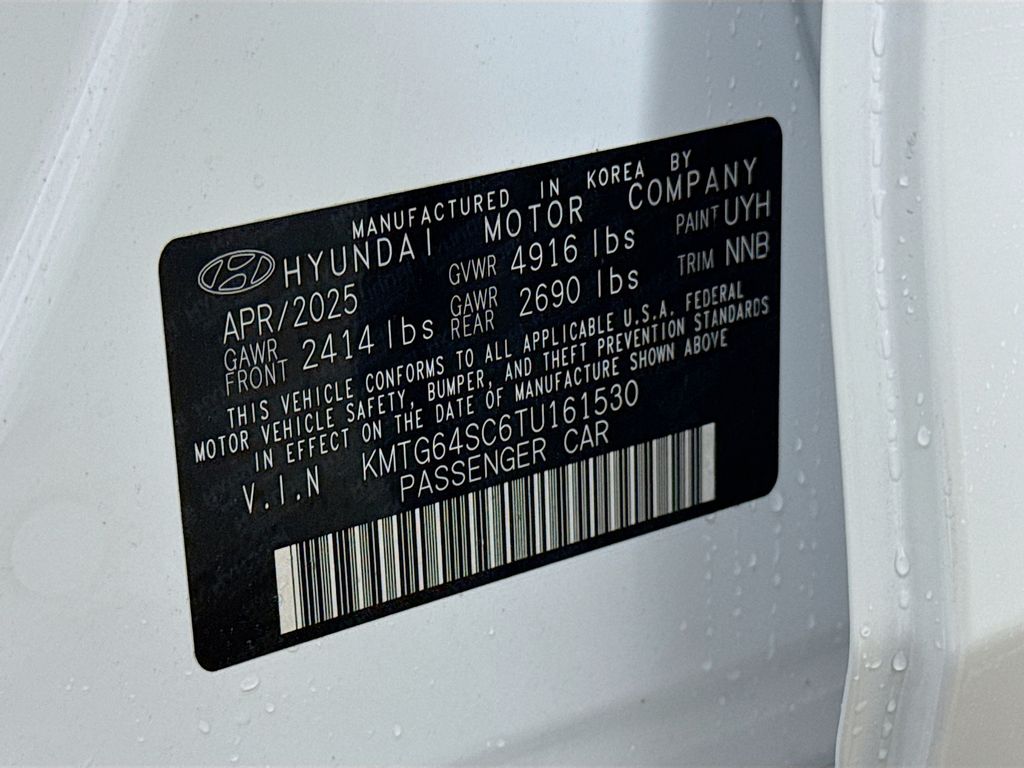 MANUFACTURED IN KOREA BY
HYUNDAI MOTOR COMPANY
APR/2025 GVWR 4916 lbs PAINT UYH
GAWR FRONT 2414 lbs GAWR REAR 2690 lbs TRIM NNB
THIS VEHICLE CONFORMS TO ALL APPLICABLE U.S.A. FEDERAL
MOTOR VEHICLE SAFETY, BUMPER, AND THEFT PREVENTION STANDARDS
IN EFFECT ON THE DATE OF MANUFACTURE SHOWN ABOVE
V.I.N KMTG64SC6TU161530
PASSENGER CAR